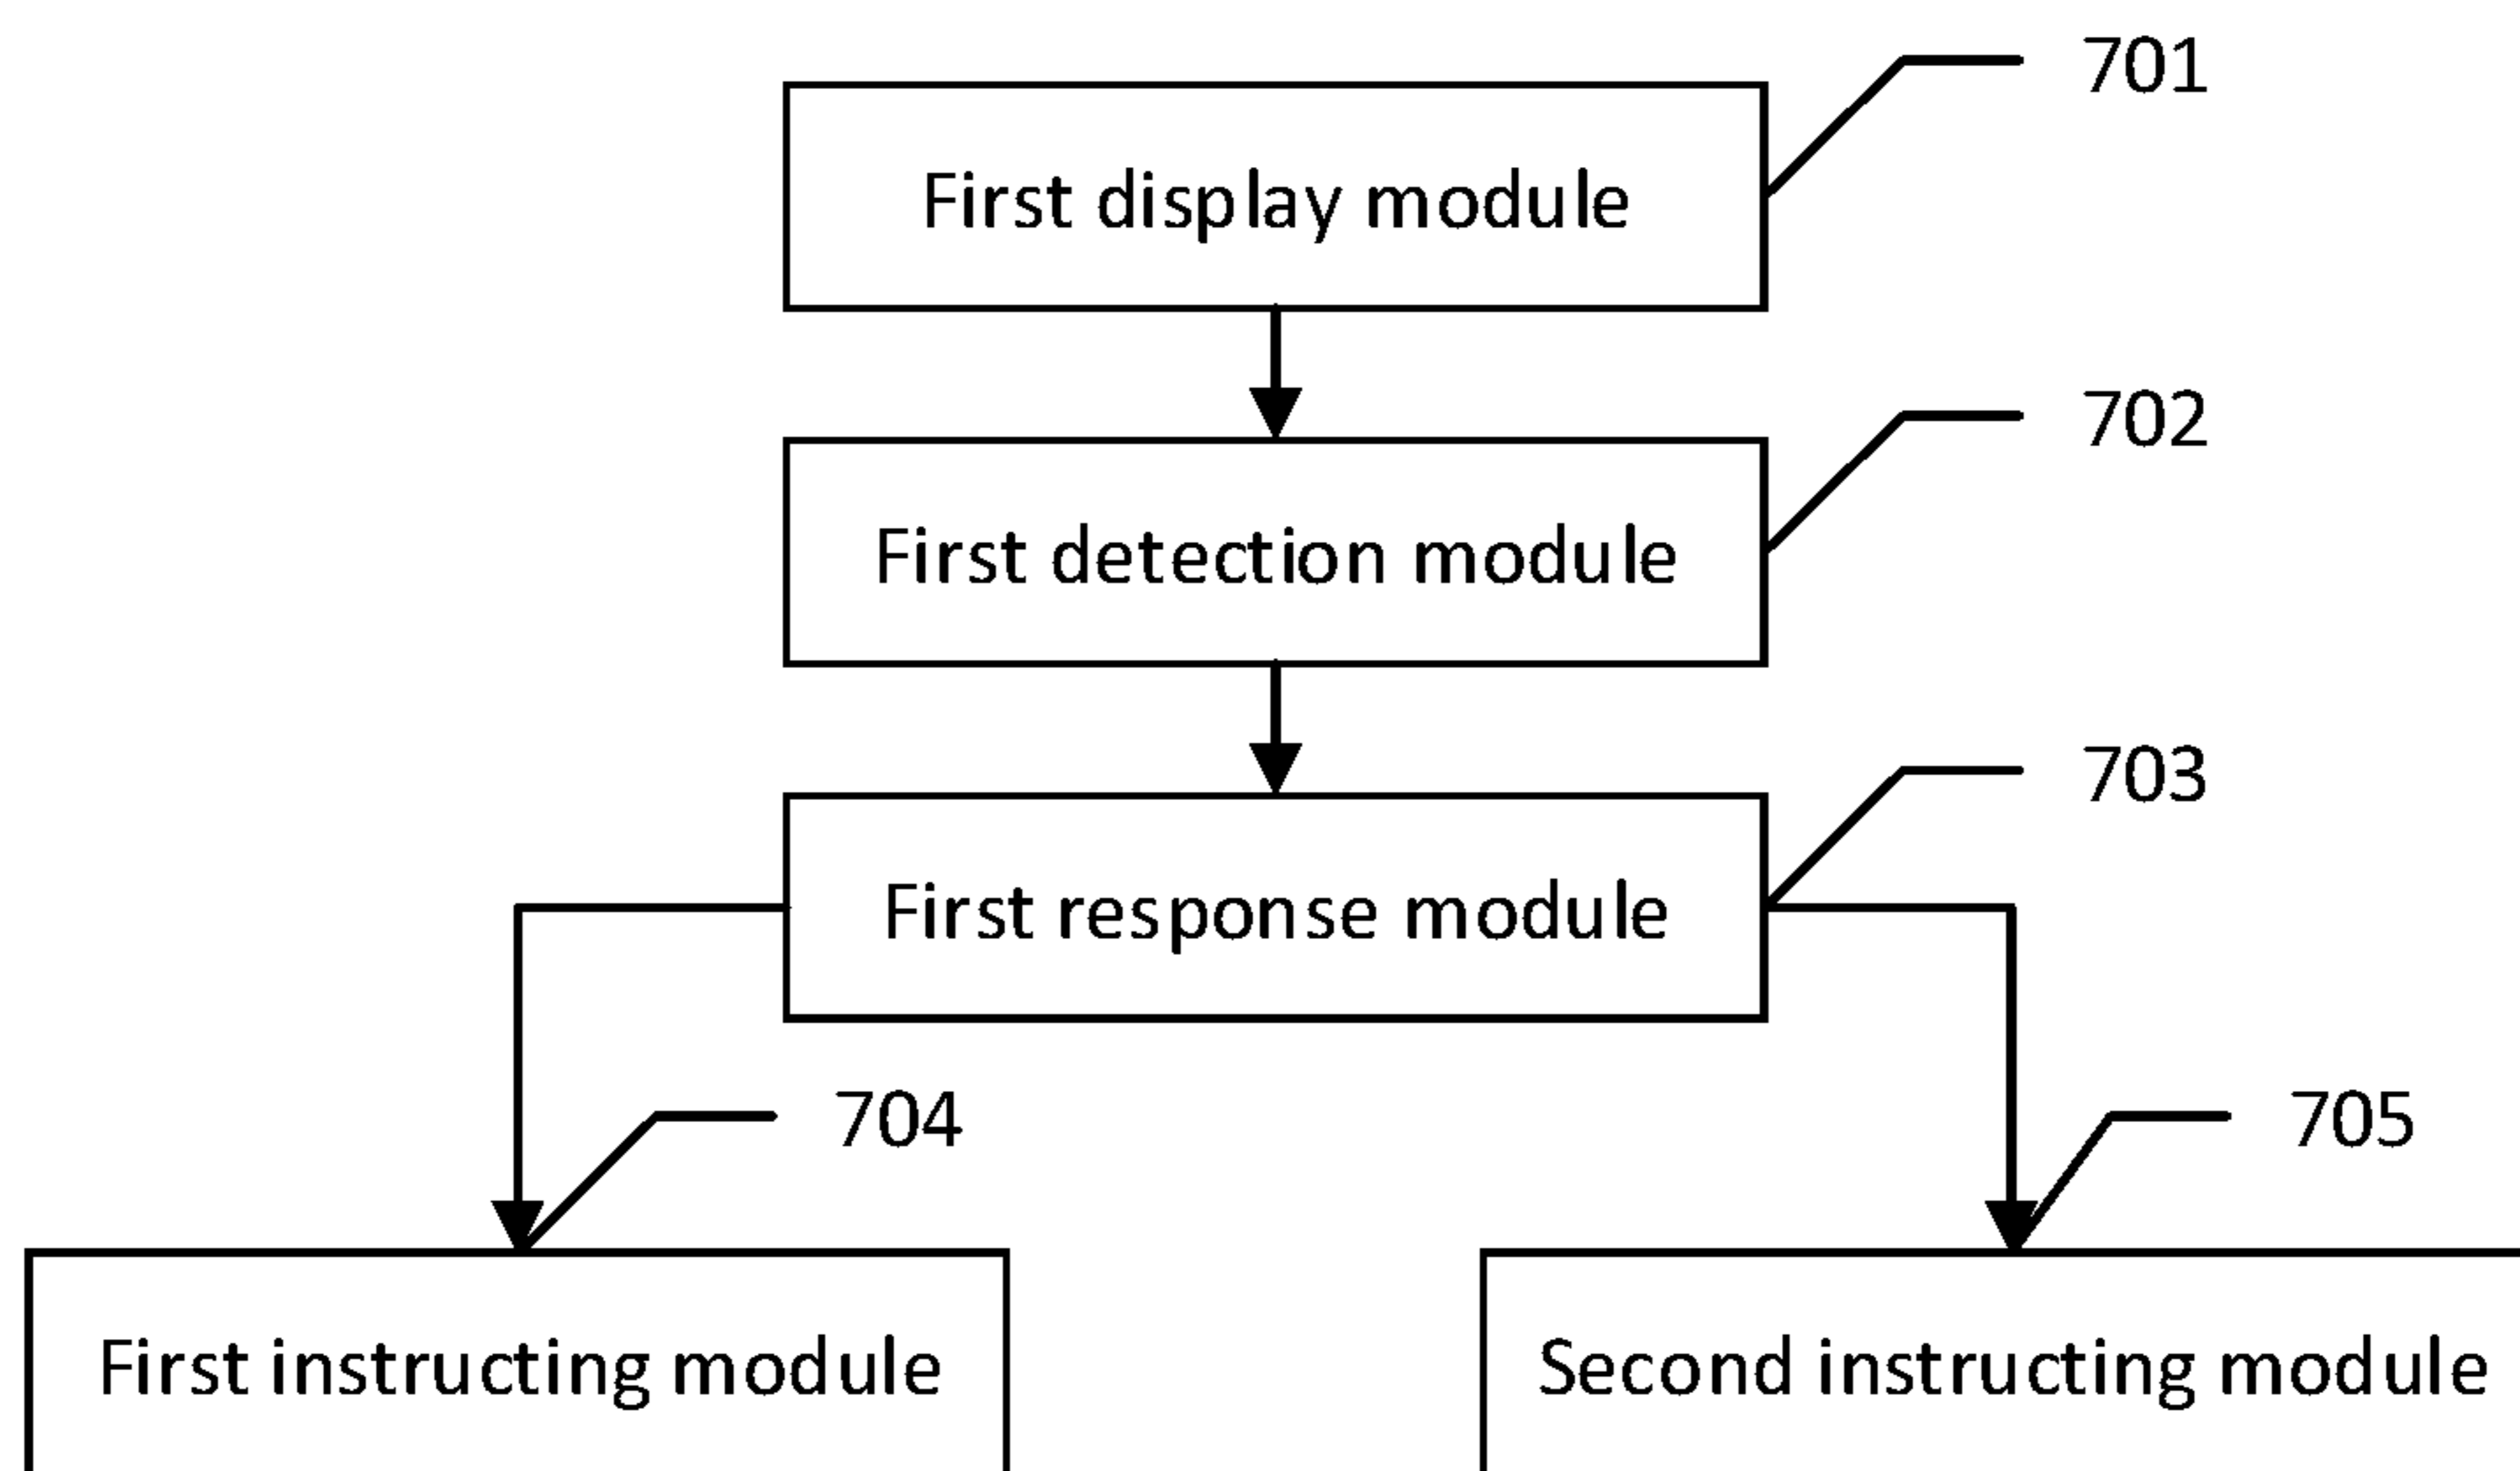 701
First display module
702
First detection module
703
First response module
704
705
First instructing module
Second instructing module